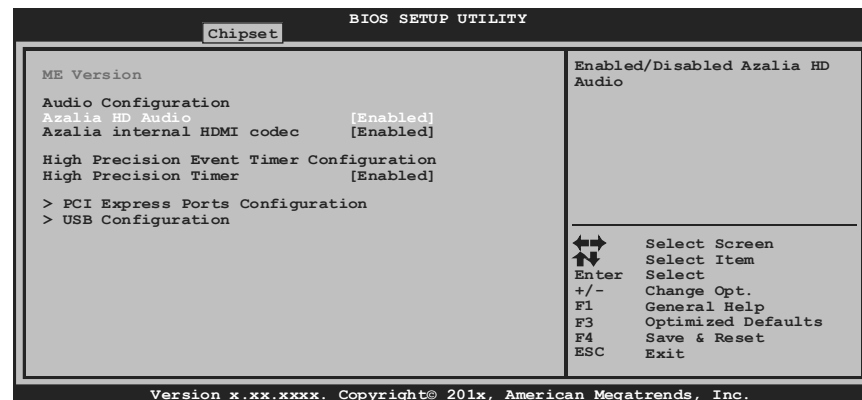 BIOS SETUP UTILITY
Chipset
ME Version
Audio Configuration
Azalia HD Audio [Enabled]
Azalia internal HDMI codec [Enabled]
High Precision Event Timer Configuration
High Precision Timer [Enabled]
> PCI Express Ports Configuration
> USB Configuration
Enabled/Disabled Azalia HD
Audio
Select Screen
Select Item
Enter Select
+/- Change Opt.
F1 General Help
F3 Optimized Defaults
F4 Save & Reset
ESC Exit
Version x.xx.xxxx. Copyright© 201x, American Megatrends, Inc.